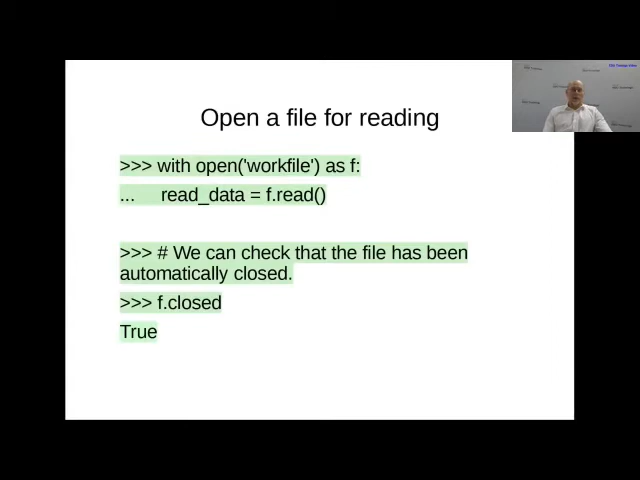 Open a file for reading
>>> with open('workfile') as f:
...     read_data = f.read()
>>> # We can check that the file has been
automatically closed.
>>> f.closed
True